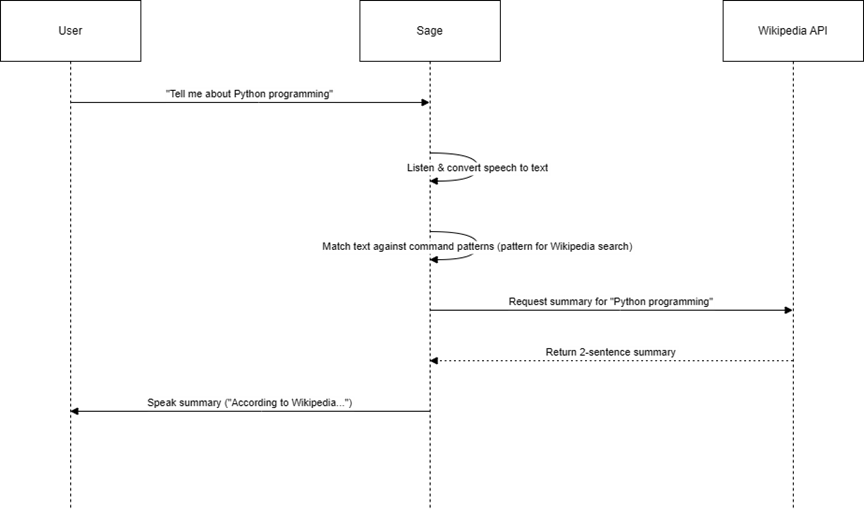 User
Sage
Wikipedia API
"Tell me about Python programming"
Listen & convert speech to text
Match text against command patterns (pattern for Wikipedia search)
Request summary for "Python programming"
Return 2-sentence summary
Speak summary ("According to Wikipedia...")